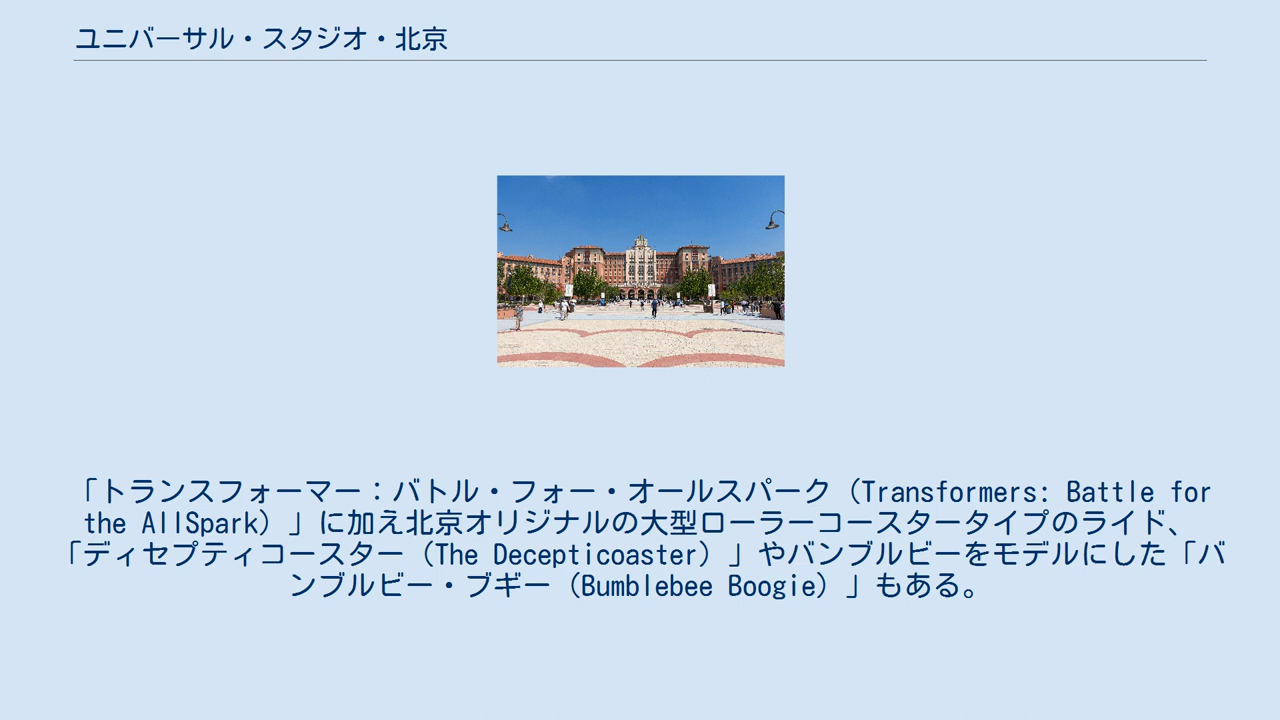 ユニバーサル・スタジオ・北京
「トランスフォーマー：バトル・フォー・オールスパーク（Transformers: Battle for
the AllSpark）」に加え北京オリジナルの大型ローラーコースタータイプのライド、
「ディセプティコースター（The Decepticoaster）」やバンブルビーをモデルにした「バ
ンブルビー・ブギー（Bumblebee Boogie）」もある。